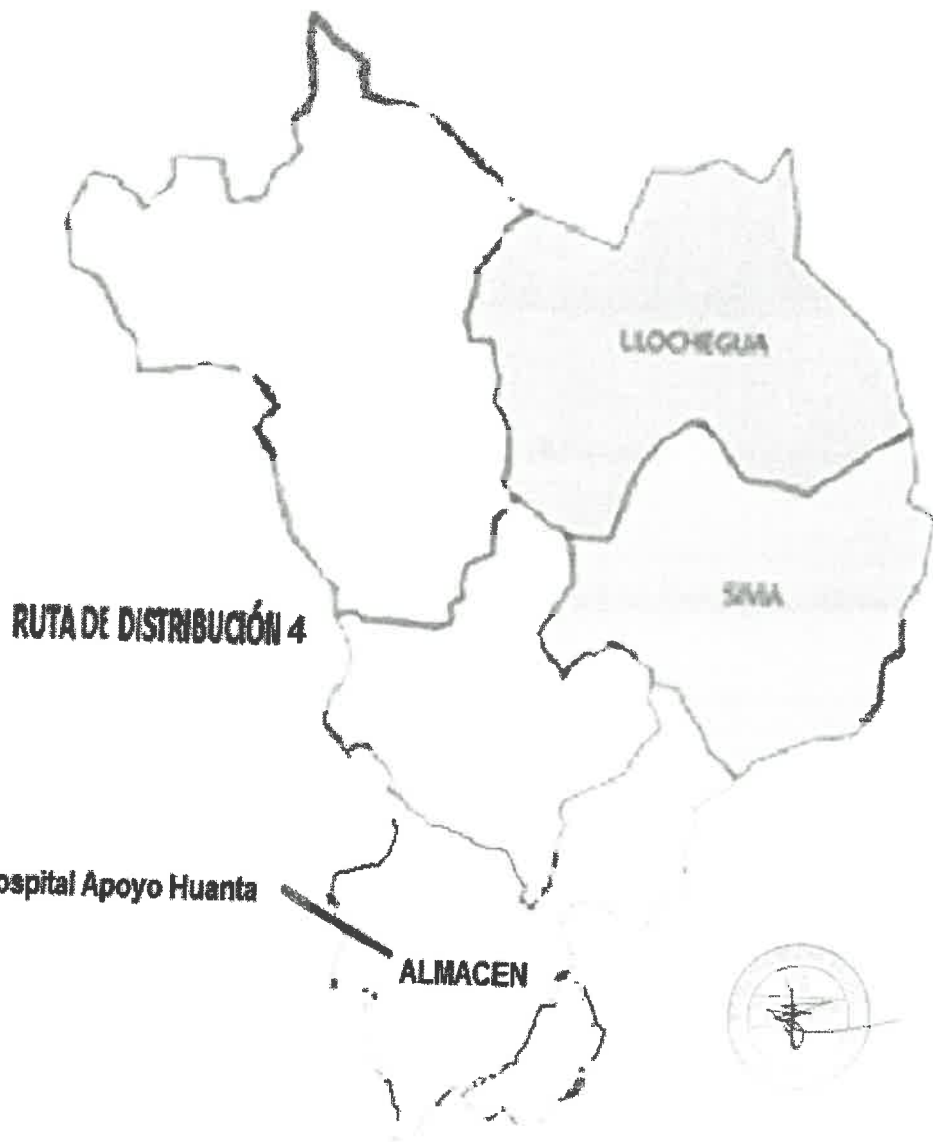 LLOCHEGUA
SIVIA
RUTA DE DISTRIBUCIÓN 4
ospital Apoyo Huanta
ALMACEN